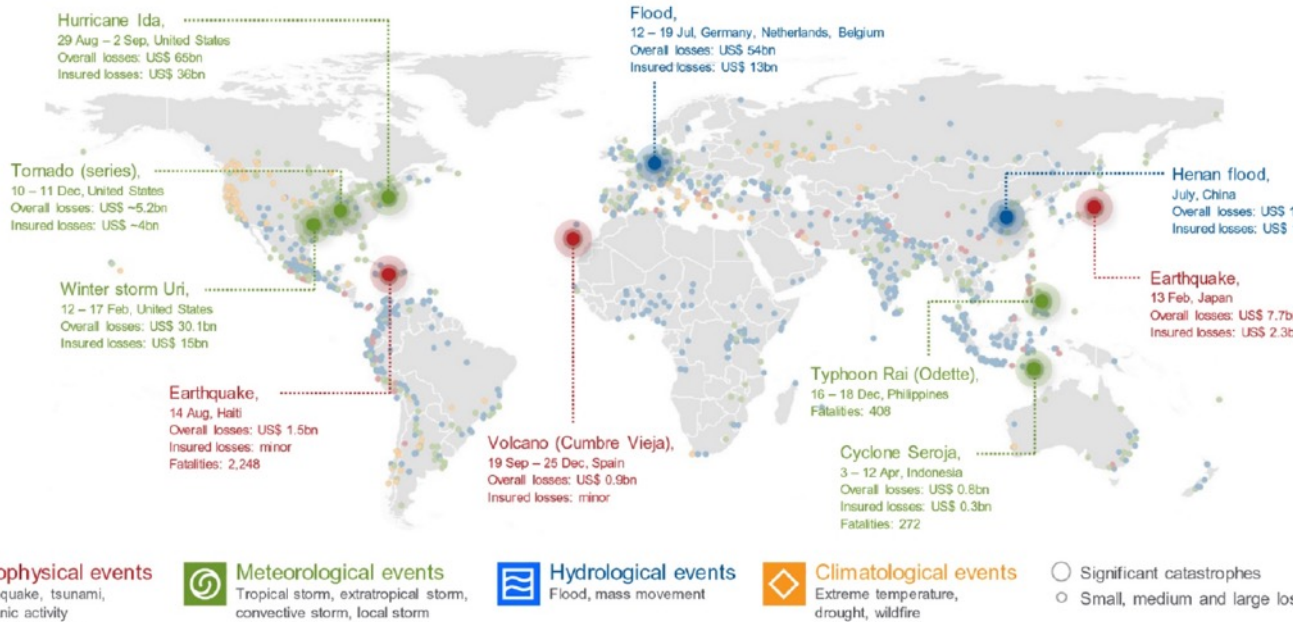 Hurricane Ida,
29 Aug – 2 Sep, United States
Overall losses: US$ 65bn
Insured losses: US$ 36bn
Flood,
12 – 19 Jul, Germany, Netherlands, Belgium
Overall losses: US$ 54bn
Insured losses: US$ 13bn
Tornado (series),
10 – 11 Dec, United States
Overall losses: US$ ~5.2bn
Insured losses: US$ ~4bn
Henan flood,
July, China
Overall losses: US$ 1
Insured losses: US$
Winter storm Uri,
12 – 17 Feb, United States
Overall losses: US$ 30.1bn
Insured losses: US$ 15bn
Earthquake,
13 Feb, Japan
Overall losses: US$ 7.7b
Insured losses: US$ 2.3b
Earthquake,
14 Aug, Haiti
Overall losses: US$ 1.5bn
Insured losses: minor
Fatalities: 2,248
Volcano (Cumbre Vieja),
19 Sep – 25 Dec, Spain
Overall losses: US$ 0.9bn
Insured losses: minor
Typhoon Rai (Odette),
16 – 18 Dec, Philippines
Fatalities: 408
Cyclone Seroja,
3 – 12 Apr, Indonesia
Overall losses: US$ 0.8bn
Insured losses: US$ 0.3bn
Fatalities: 272
ophysical events
quake, tsunami,
nic activity
Meteorological events
Tropical storm, extratropical storm,
convective storm, local storm
Hydrological events
Flood, mass movement
Climatological events
Extreme temperature,
drought, wildfire
Significant catastrophes
Small, medium and large los